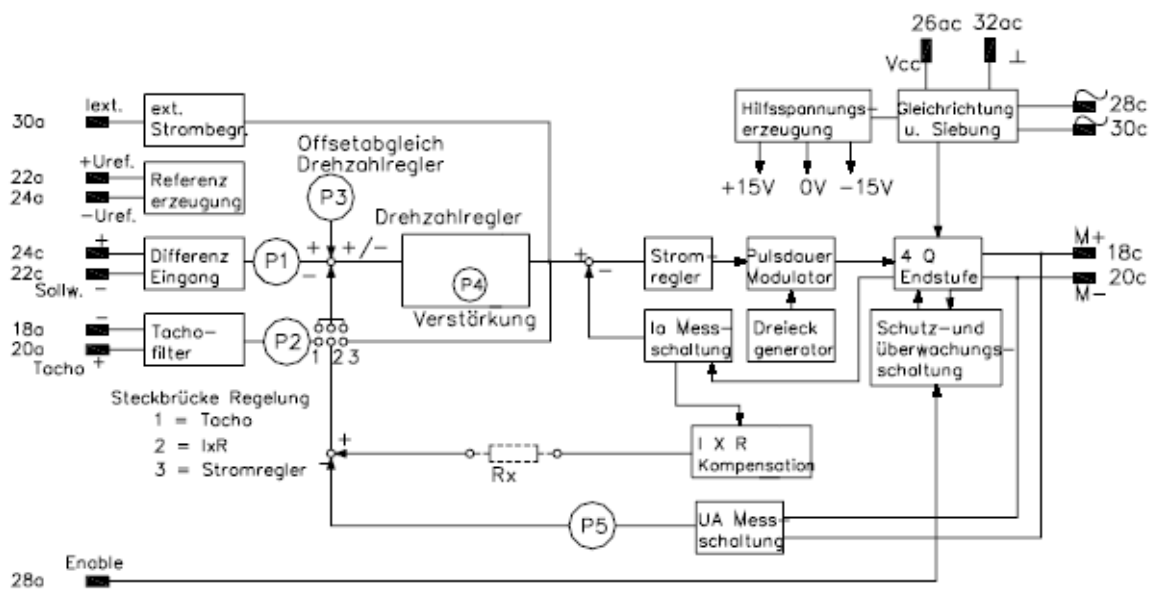 26ac 32ac
Vcc ⊥
Iext.
30a
ext.
Strombegr.
Hilfsspannungs-
erzeugung
Gleichrichtung
u. Siebung
28c
30c
+15V 0V -15V
Offsetabgleich
Drehzahlregler
P3
+Uref.
22a
24a
-Uref.
Referenz
erzeugung
Drehzahlregler
+
24c
22c
Sollw. -
Differenz
Eingang
P1
+ +/-
-
P4
Verstärkung
+
-
Strom-
regler
Pulsdauer
Modulator
4 Q
Endstufe
M+
18c
20c
M-
-
18a
20a
Tacho +
Tacho-
filter
P2
1 2 3
Ia Mess-
schaltung
Dreieck
generator
Schutz-und
überwachungs-
schaltung
Steckbrücke Regelung
1 = Tacho
2 = IxR
3 = Stromregler
+
-
Rx
I X R
Kompensation
P5
UA Mess-
schaltung
Enable
28a